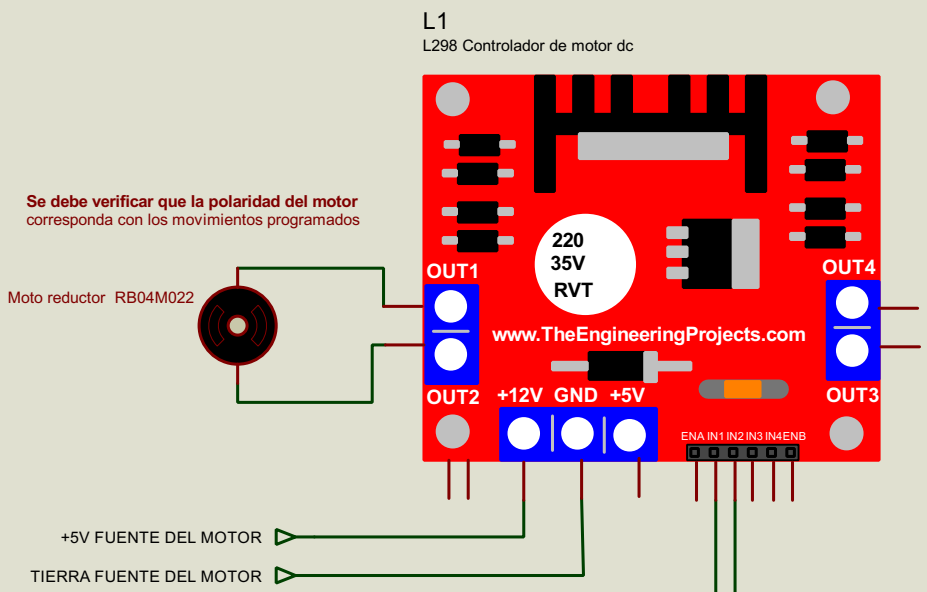 L1
L298 Controlador de motor dc
Se debe verificar que la polaridad del motor
corresponda con los movimientos programados
Moto reductor RB04M022
OUT1
OUT2
220
35V
RVT
OUT4
OUT3
www.TheEngineeringProjects.com
+12V GND +5V
ENA IN1 IN2 IN3 IN4 ENB
+5V FUENTE DEL MOTOR
TIERRA FUENTE DEL MOTOR